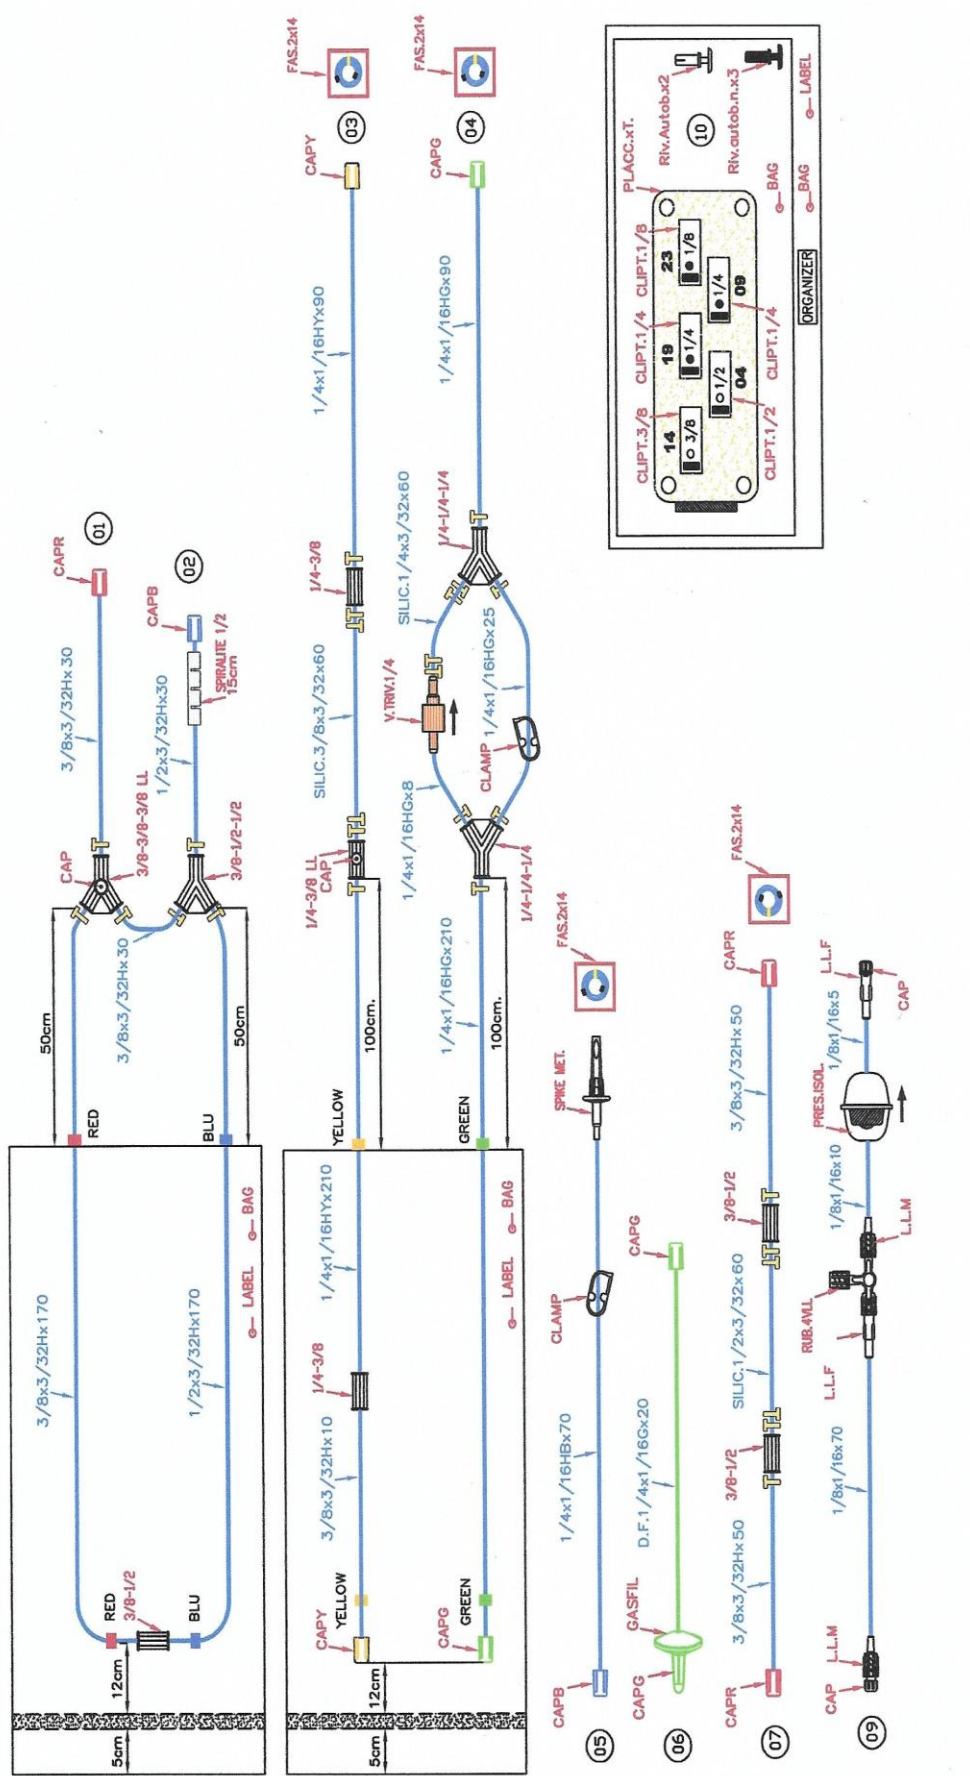 5cm
12cm
RED
3/8-1/2
BLU
3/8x3/32Hx170
1/2x3/32Hx170
LABEL
BAG
RED
BLU
50cm
50cm
3/8x3/32Hx30
CAP
3/8-3/8-3/8 LL
3/8-1/2-1/2
3/8x3/32Hx30
1/2x3/32Hx30
SPIRALITE 1/2
15cm
CAPR
01
CAPB
02
5cm
12cm
CAPY
YELLOW
CAPG
GREEN
3/8x3/32Hx10
1/4-3/8
1/4x1/16HYx210
LABEL
BAG
YELLOW
GREEN
100cm.
100cm.
1/4x1/16HGx210
1/4-3/8 LL
CAP
SILIC.3/8x3/32x60
1/4-3/8
1/4x1/16HYx90
CAPY
03
FAS.2x14
1/4-1/4-1/4
1/4x1/16HGx8
V.TRIV.1/4
CLAMP
1/4x1/16HGx25
SILIC.1/4x3/32x60
1/4-1/4-1/4
1/4x1/16HGx90
CAPG
04
FAS.2x14
05
CAPB
1/4x1/16HBx70
CLAMP
SPIKE MET.
FAS.2x14
06
CAPG
GASFIL
D.F.1/4x1/16Gx20
CAPG
07
CAPR
3/8x3/32Hx50
3/8-1/2
SILIC.1/2x3/32x60
3/8-1/2
3/8x3/32Hx50
CAPR
FAS.2x14
09
CAP
L.L.M
1/8x1/16x70
L.L.F
RUB.4VLL
L.L.M
1/8x1/16x10
PRES.ISOL.
1/8x1/16x5
L.L.F
CAP
CLIPT.3/8
CLIPT.1/4
CLIPT.1/8
PLACC.xT.
14
19
23
3/8
1/4
1/8
1/2
1/4
04
09
CLIPT.1/2
CLIPT.1/4
Riv.Autob.x2
10
Riv.autob.n.x3
BAG
BAG
LABEL
ORGANIZER